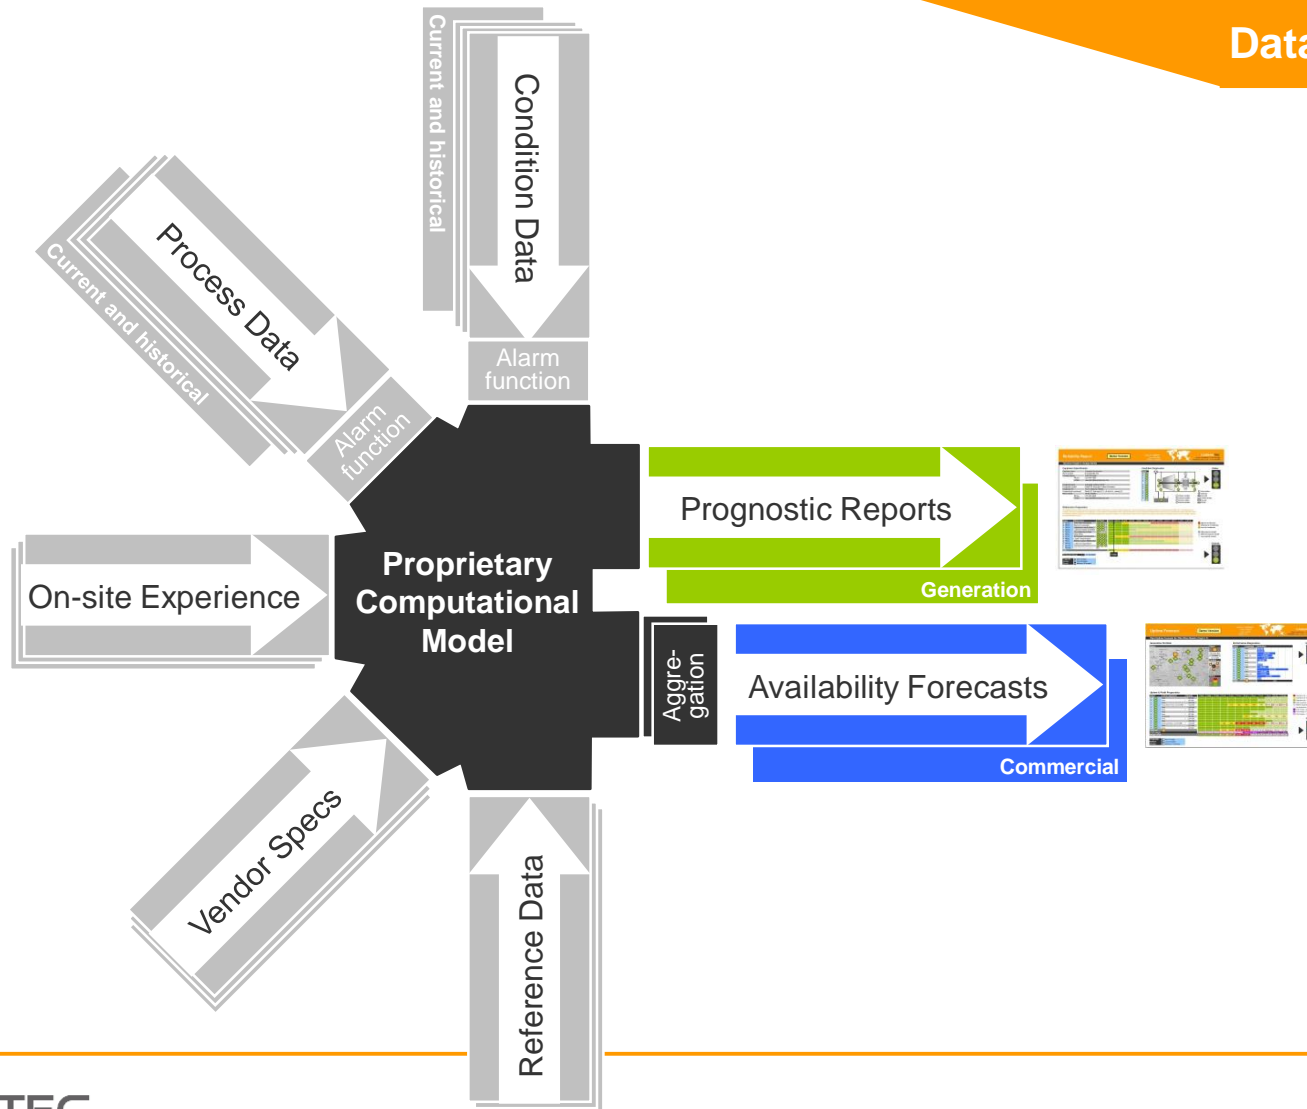 Data
Current and historical
Condition Data
Alarm
function
Current and historical
Process Data
Alarm
function
On-site Experience
Proprietary
Computational
Model
Prognostic Reports
Generation
Aggre-
gation
Availability Forecasts
Commercial
Vendor Specs
Reference Data